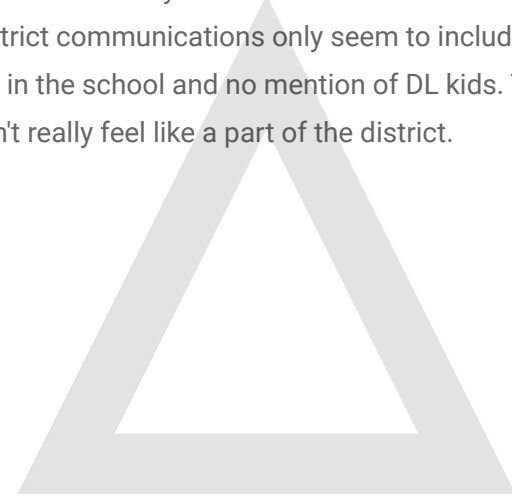 trict communications only seem to includ
in the school and no mention of DL kids.
n't really feel like a part of the district.